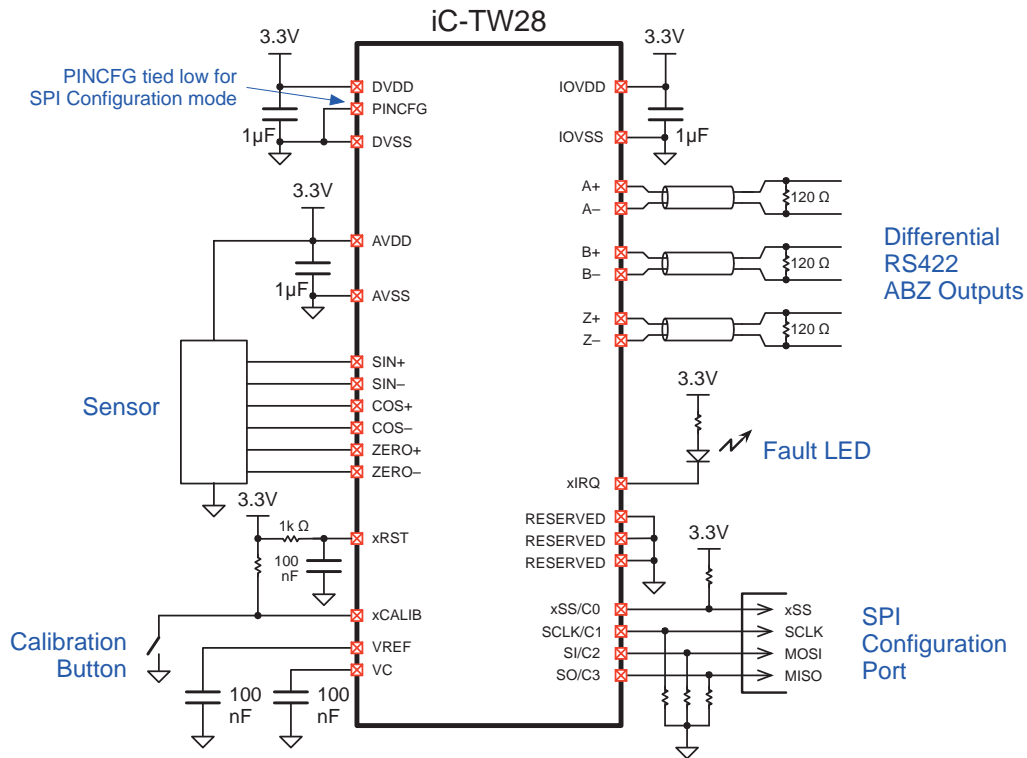 iC-TW28
3.3V
3.3V
PINCFG tied low for
SPI Configuration mode
DVDD
PINCFG
1µF
DVSS
IOVDD
IOVSS
1µF
3.3V
AVDD
1µF
AVSS
A+
A–
120 Ω
B+
B–
120 Ω
Z+
Z–
120 Ω
Differential
RS422
ABZ Outputs
Sensor
SIN+
SIN–
COS+
COS–
ZERO+
ZERO–
3.3V
Fault LED
xIRQ
3.3V
1k Ω
xRST
100
nF
RESERVED
RESERVED
RESERVED
3.3V
xCALIB
VREF
VC
Calibration
Button
100
nF
100
nF
xSS/C0
SCLK/C1
SI/C2
SO/C3
xSS
SCLK
MOSI
MISO
SPI
Configuration
Port